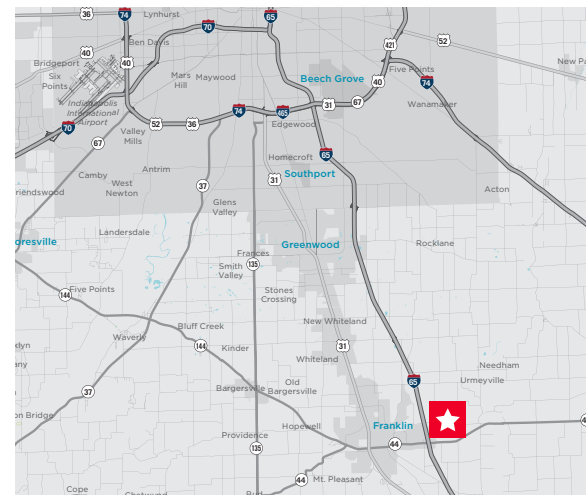 36
74
Lynhurst
65
70
Ben Davis
421
52
40
Bridgeport
40
Six
Points
Mars
Hill
Maywood
Beech Grove
Five Points
40
74
Indianapolis
International
Airport
Wanamaker
31
67
74
465
70
52
36
Edgewood
Valley
Mills
67
65
Homecroft
Antrim
Southport
Camby
31
West
Newton
37
Acton
Glens
Valley
Landersdale
Greenwood
Rocklane
Frances
135
Smith
Valley
Five Points
144
Stones
Crossing
Bluff Creek
New Whiteland
Waverly
144
Kinder
31
Whiteland
Needham
65
Urmeyville
37
Bargersville
Old
Bargersville
Franklin
Hopewell
Providence
44
135
44
Mt. Pleasant
Cope